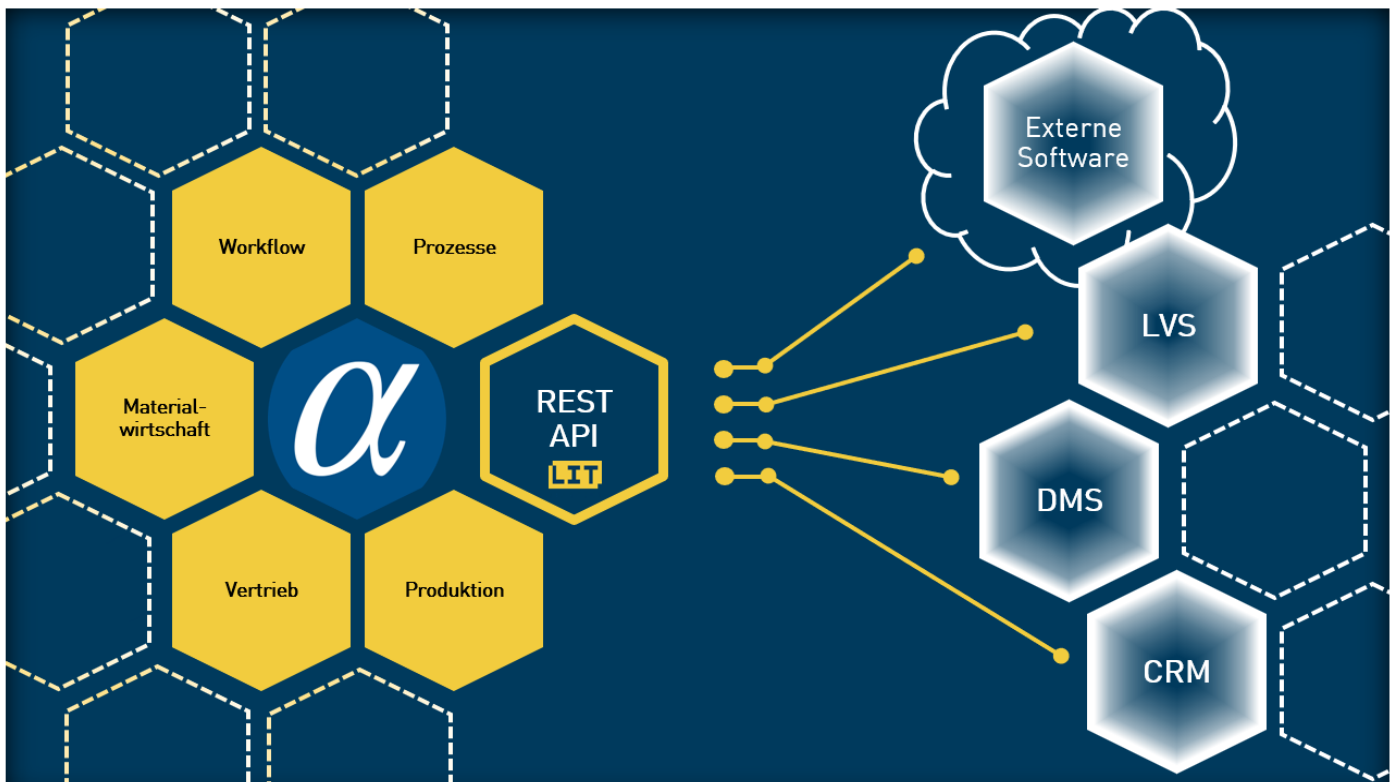 Workflow
Prozesse
Material-
wirtschaft
α
REST
API
LIT
Vertrieb
Produktion
Externe
Software
LVS
DMS
CRM